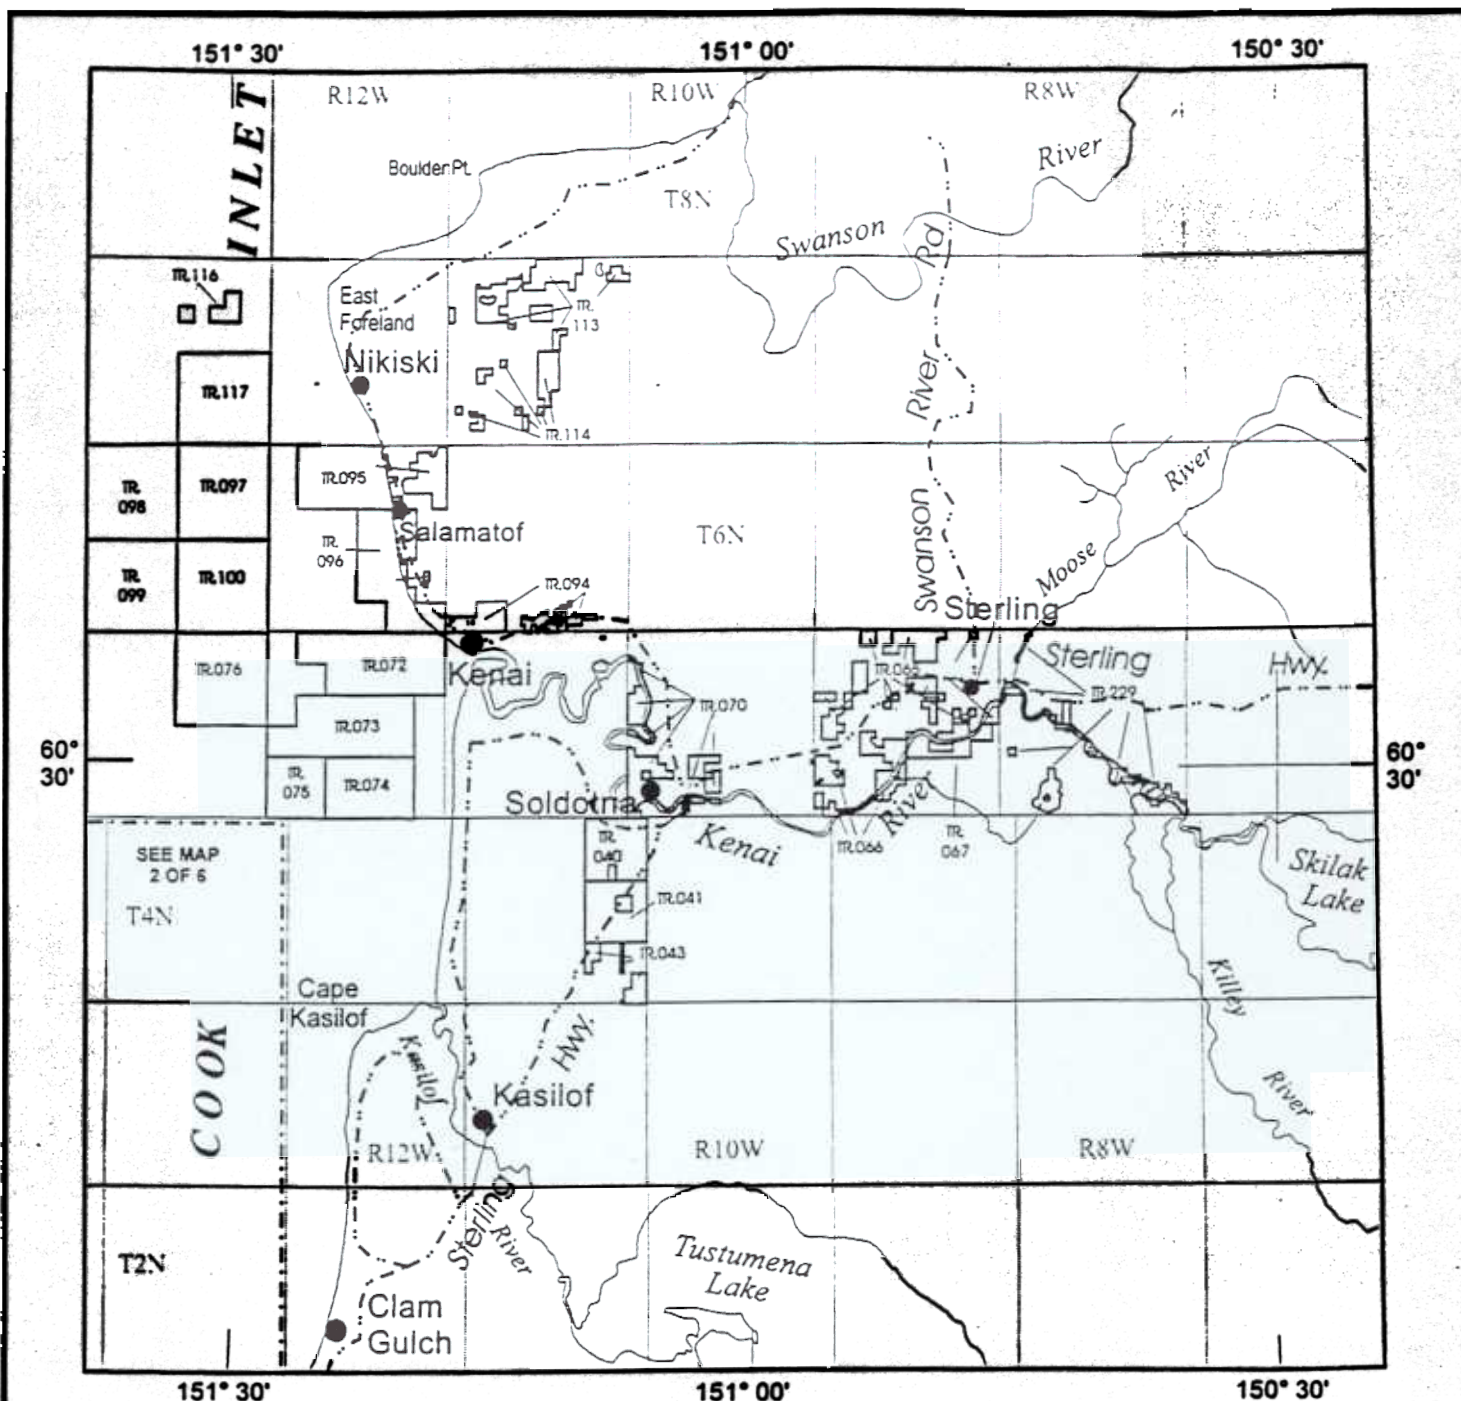 151° 30'
151° 00'
150° 30'
INLET
R12W
R10W
R8W
Boulder Pt.
River
T8N
Swanson
Rd
TR.116
East
Foreland
TR.
113
Nikiski
TR.117
River
TR.114
TR.095
TR.
098
TR.097
River
Salamatof
TR.
096
T6N
Swanson
TR.
099
TR.100
Moose
TR.094
Sterling
TR.076
TR.072
Kenai
TR.065
Sterling
Hwy.
TR.229
TR.070
TR.073
60°
30'
60°
30'
TR.
075
TR.074
Soldotna
River
Kenai
TR.066
TR.
067
TR.
040
SEE MAP
2 OF 6
Skilak
Lake
T4N
TR.041
TR.043
Cape
Kasilof
Killey
HWY.
COOK
Kasilof
Kasilof
River
R12W
R10W
R8W
Sterling
River
T2N
Tustumena
Lake
Clam
Gulch
151° 30'
151° 00'
150° 30'